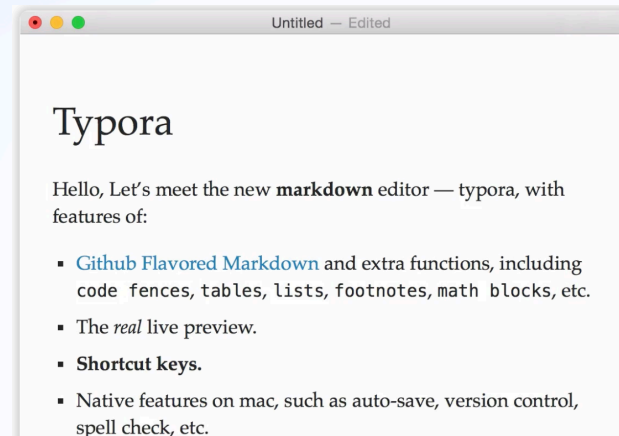 Untitled — Edited
Typora
Hello, Let's meet the new markdown editor — typora, with
features of:
▪ Github Flavored Markdown and extra functions, including
code fences, tables, lists, footnotes, math blocks, etc.
▪ The real live preview.
▪ Shortcut keys.
▪ Native features on mac, such as auto-save, version control,
spell check, etc.